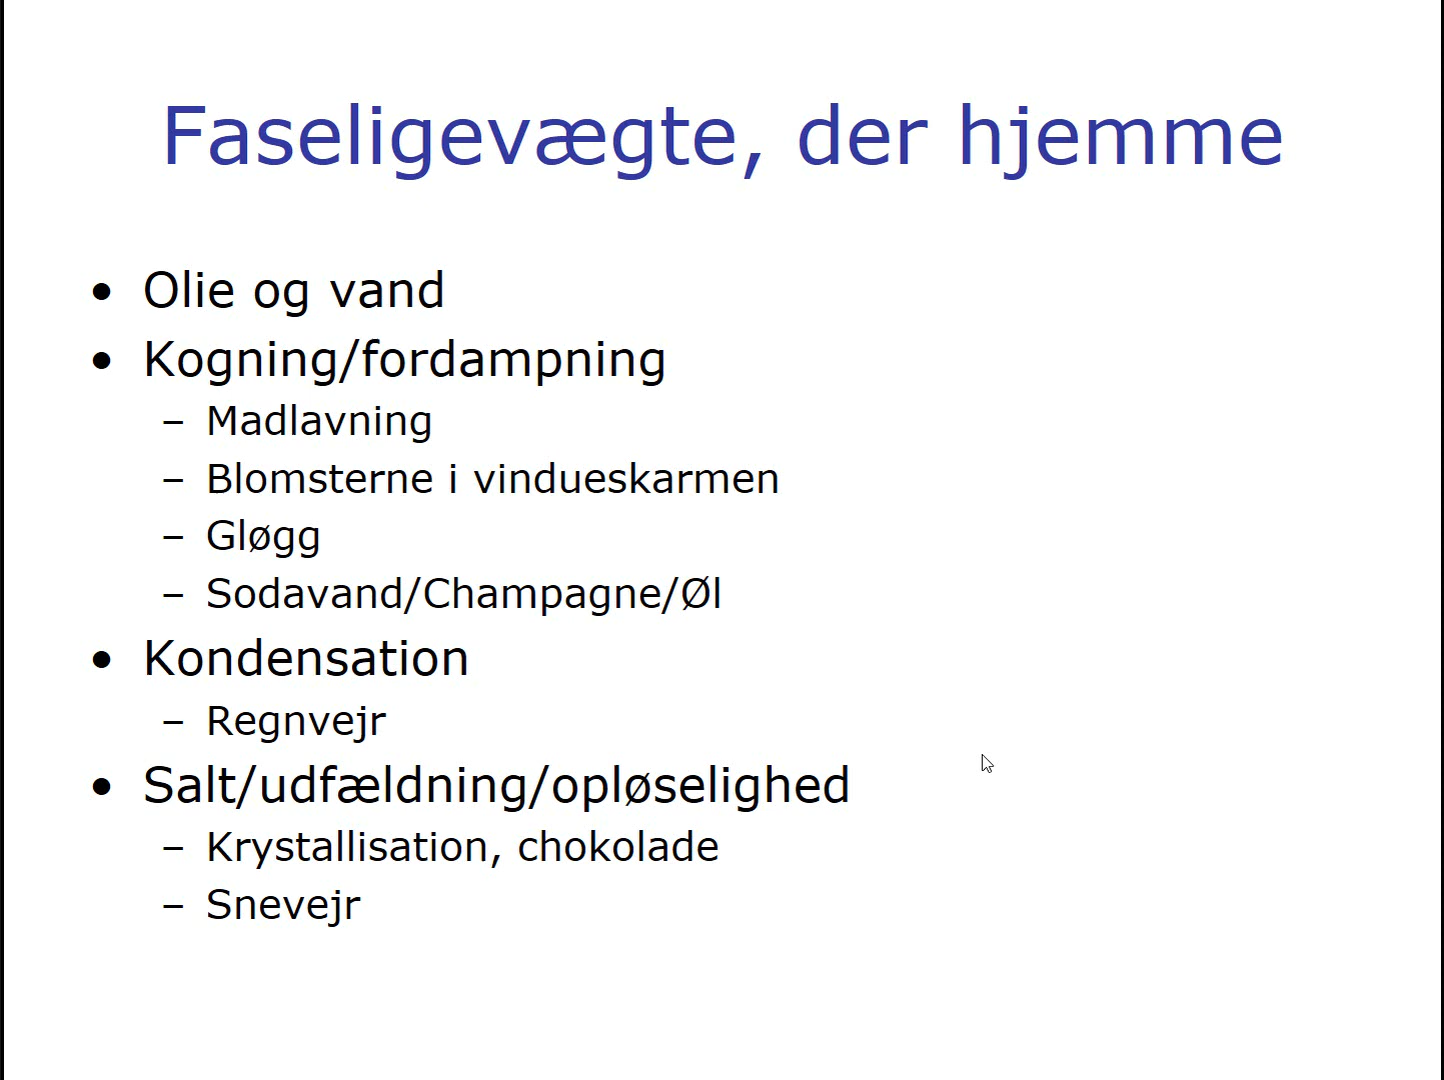 Faseligevægte, der hjemme
• Olie og vand
• Kogning/fordampning
– Madlavning
– Blomsterne i vindueskarmen
– Gløgg
– Sodavand/Champagne/Øl
• Kondensation
– Regnvejr
• Salt/udfældning/opløselighed
– Krystallisation, chokolade
– Snevejr